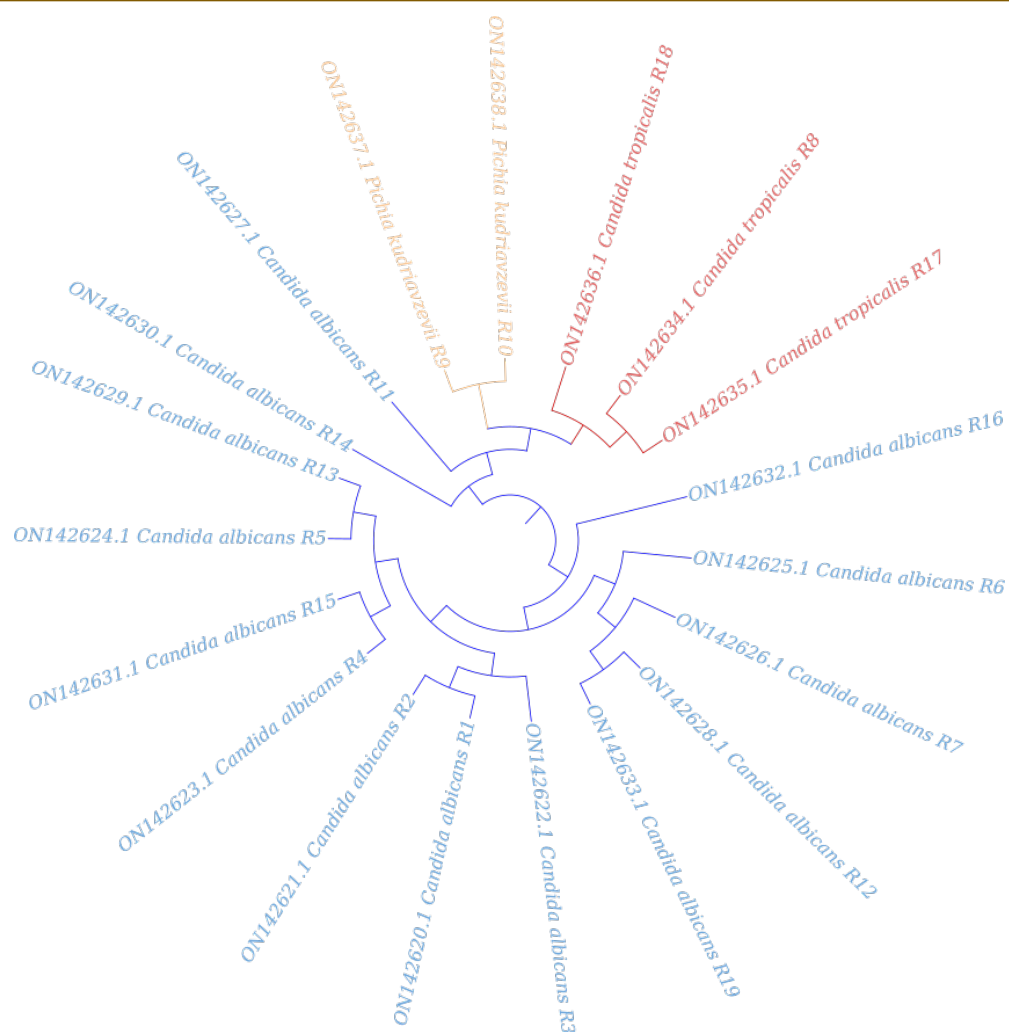 ON142638.1 Pichia kudriavzevii R10
ON142636.1 Candida tropicalis R18
ON142634.1 Candida tropicalis R8
ON142635.1 Candida tropicalis R17
ON142632.1 Candida albicans R16
ON142625.1 Candida albicans R6
ON142626.1 Candida albicans R7
ON142628.1 Candida albicans R12
ON142633.1 Candida albicans R19
ON142622.1 Candida albicans R3
ON142620.1 Candida albicans R1
ON142621.1 Candida albicans R2
ON142623.1 Candida albicans R4
ON142631.1 Candida albicans R15
ON142624.1 Candida albicans R5
ON142629.1 Candida albicans R13
ON142630.1 Candida albicans R14
ON142627.1 Candida albicans R11
ON142637.1 Pichia kudriavzevii R9